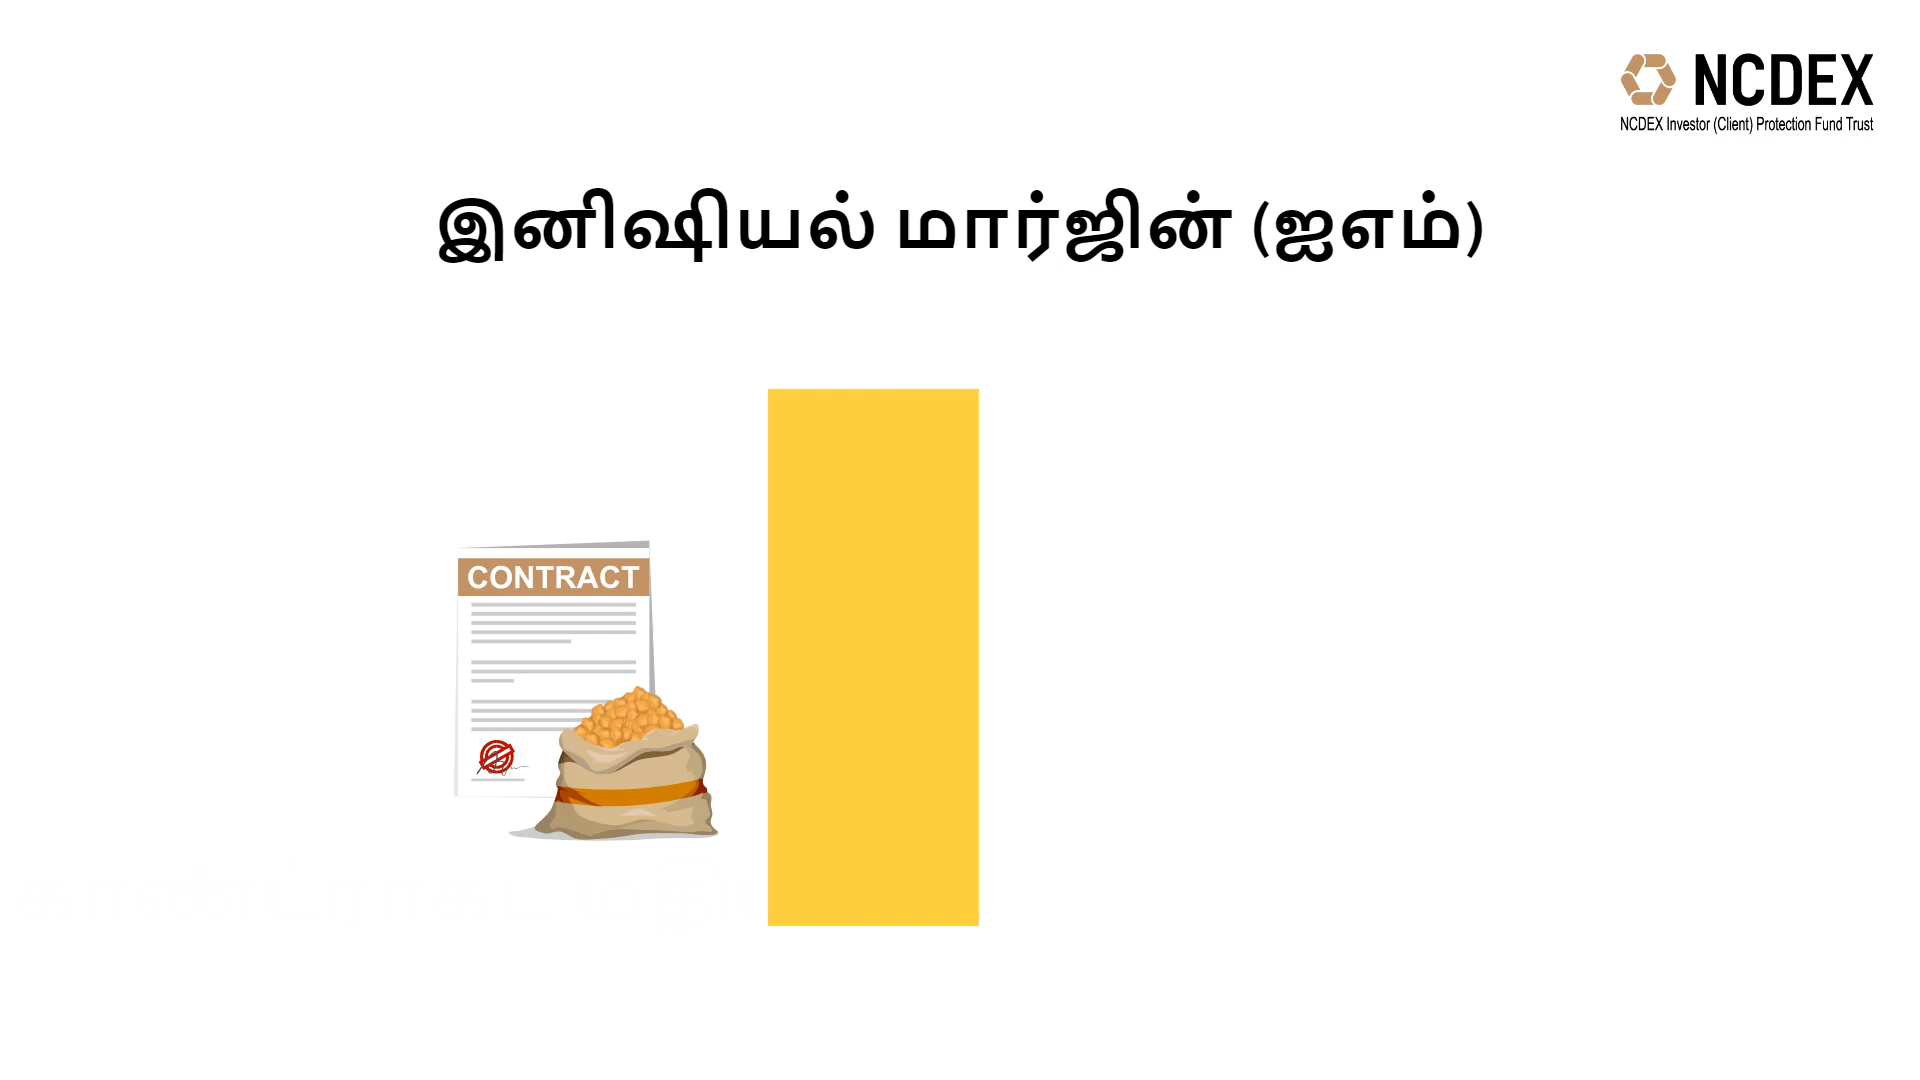 NCDEX
NCDEX Investor (Client) Protection Fund Trust
இனிஷியல் மார்ஜின் (ஐஎம்)
CONTRACT